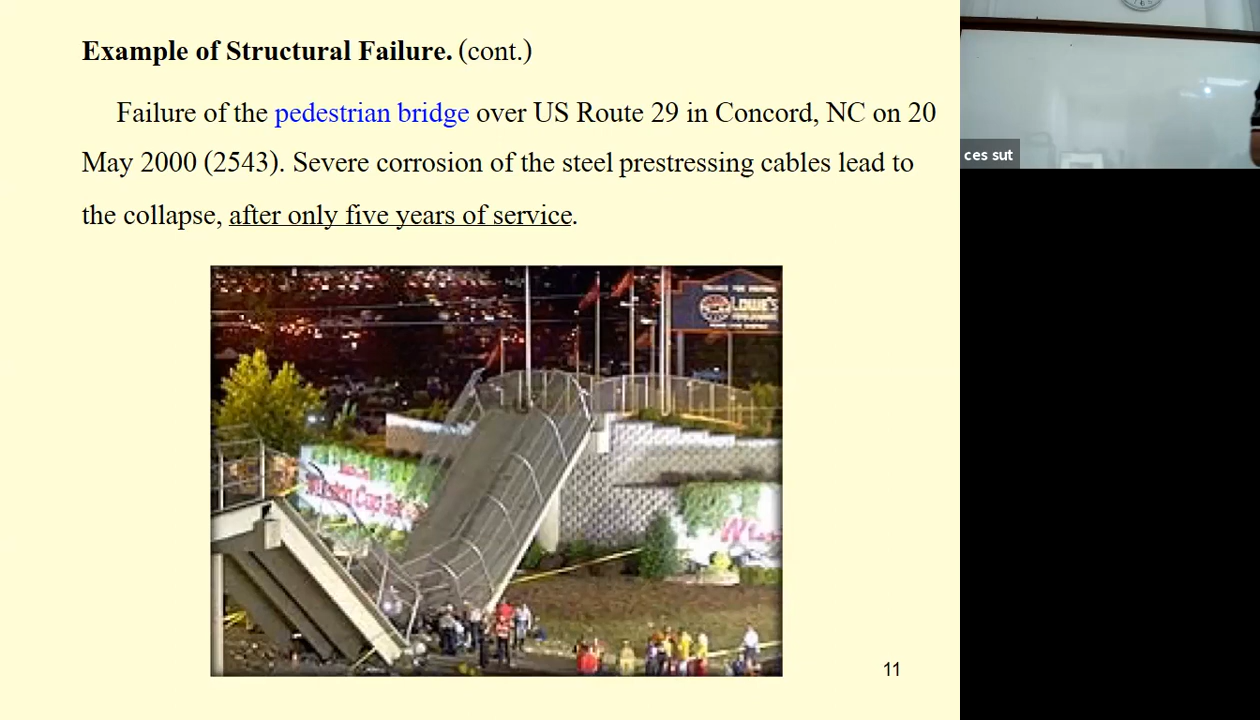 Example of Structural Failure. (cont.)
Failure of the pedestrian bridge over US Route 29 in Concord, NC on 20
May 2000 (2543). Severe corrosion of the steel prestressing cables lead to
the collapse, after only five years of service.
LOWE'S
11
ces sut